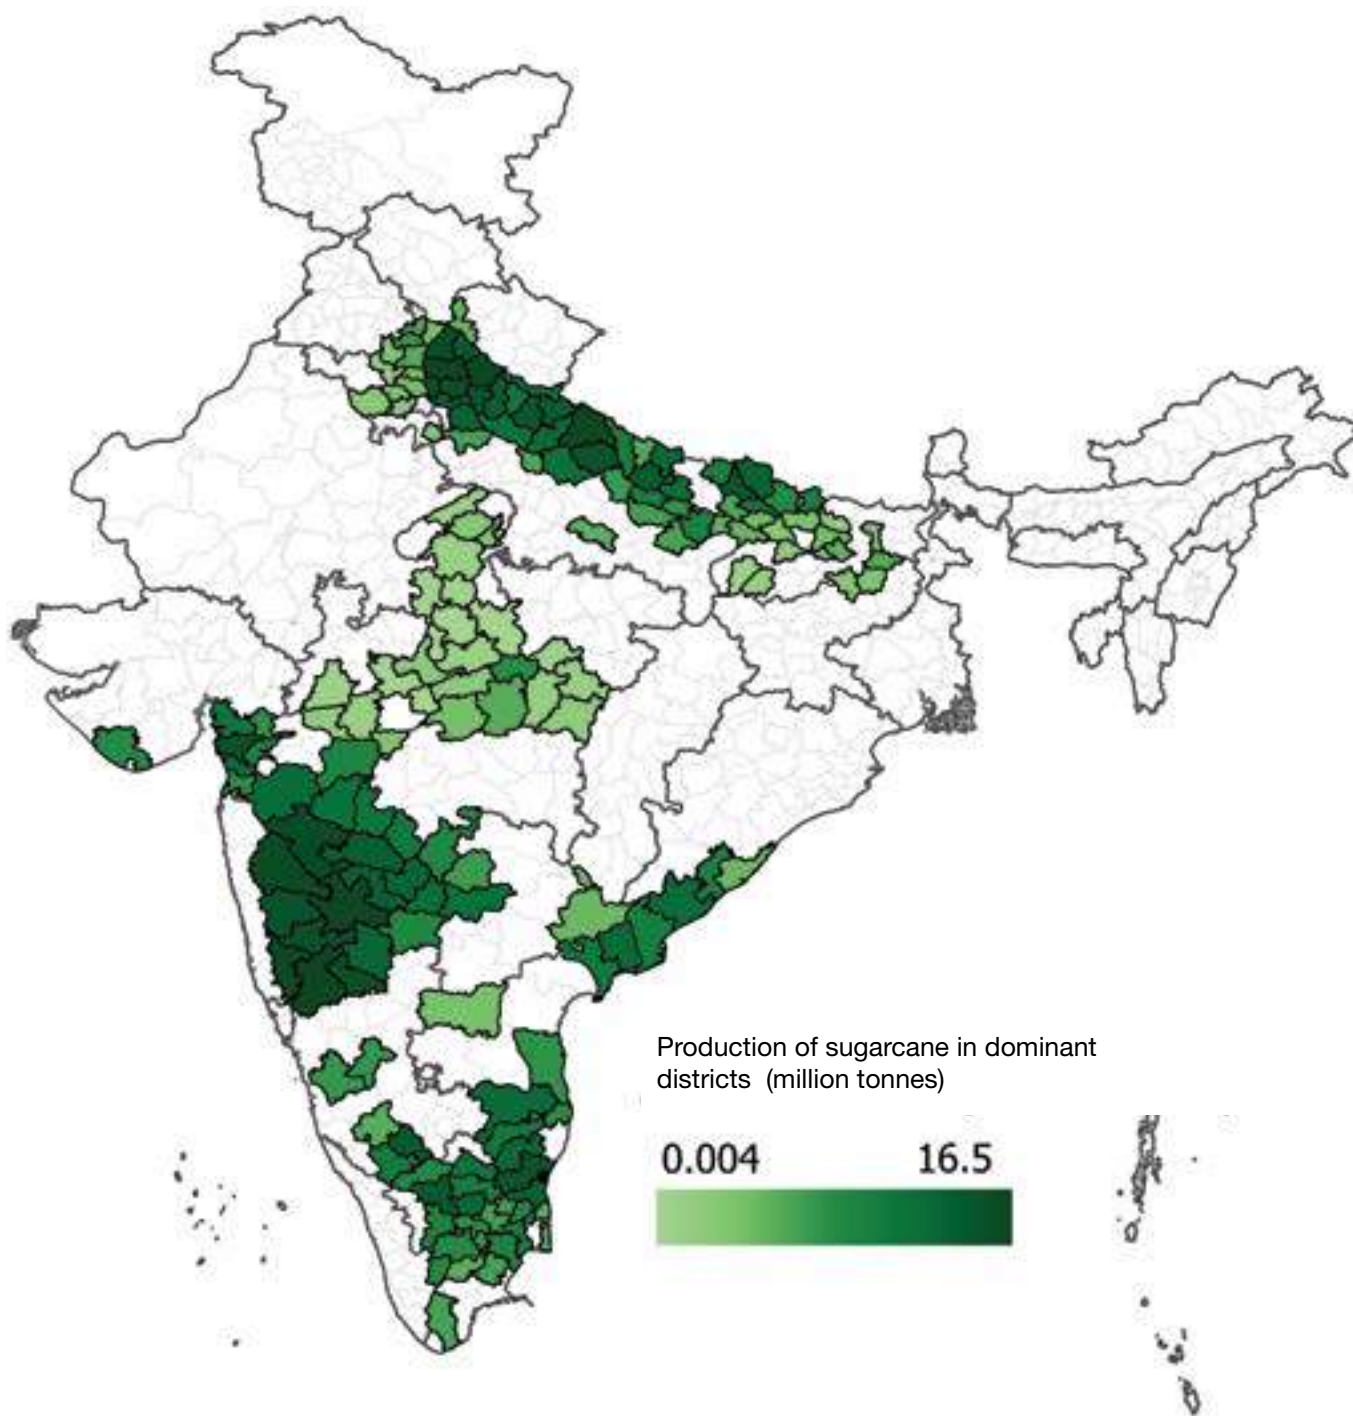 Production of sugarcane in dominant
districts (million tonnes)
0.004 16.5